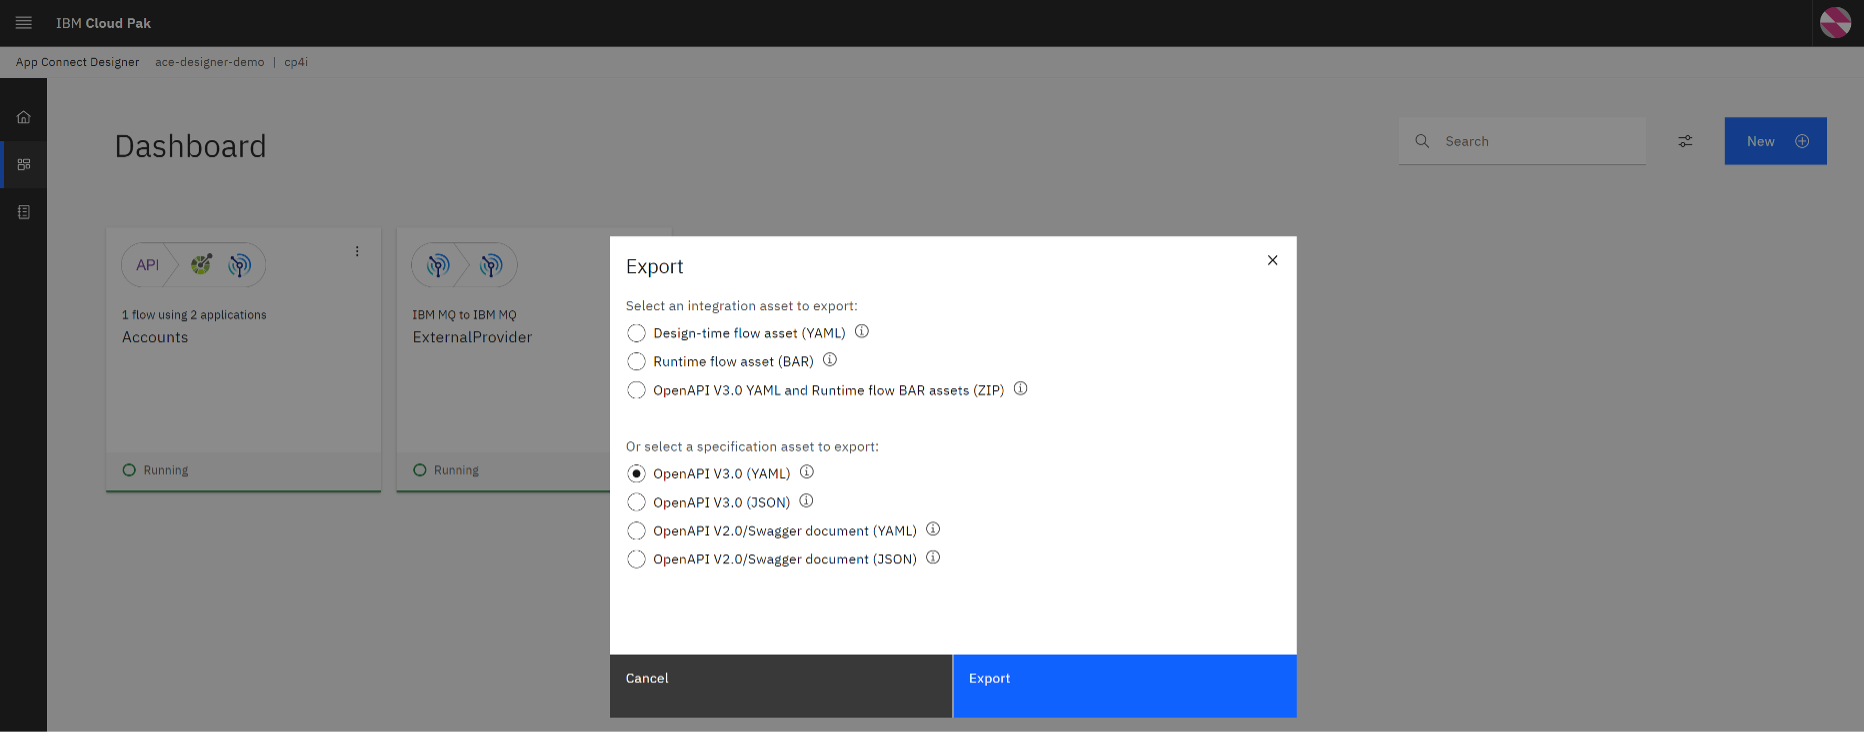 IBM Cloud Pak
App Connect Designer ace-designer-demo | cp4i
Dashboard
Search
New
API
1 flow using 2 applications
Accounts
Running
IBM MQ to IBM MQ
ExternalProvider
Running
Export
Select an integration asset to export:
Design-time flow asset (YAML)
Runtime flow asset (BAR)
OpenAPI V3.0 YAML and Runtime flow BAR assets (ZIP)
Or select a specification asset to export:
OpenAPI V3.0 (YAML)
OpenAPI V3.0 (JSON)
OpenAPI V2.0/Swagger document (YAML)
OpenAPI V2.0/Swagger document (JSON)
Cancel
Export